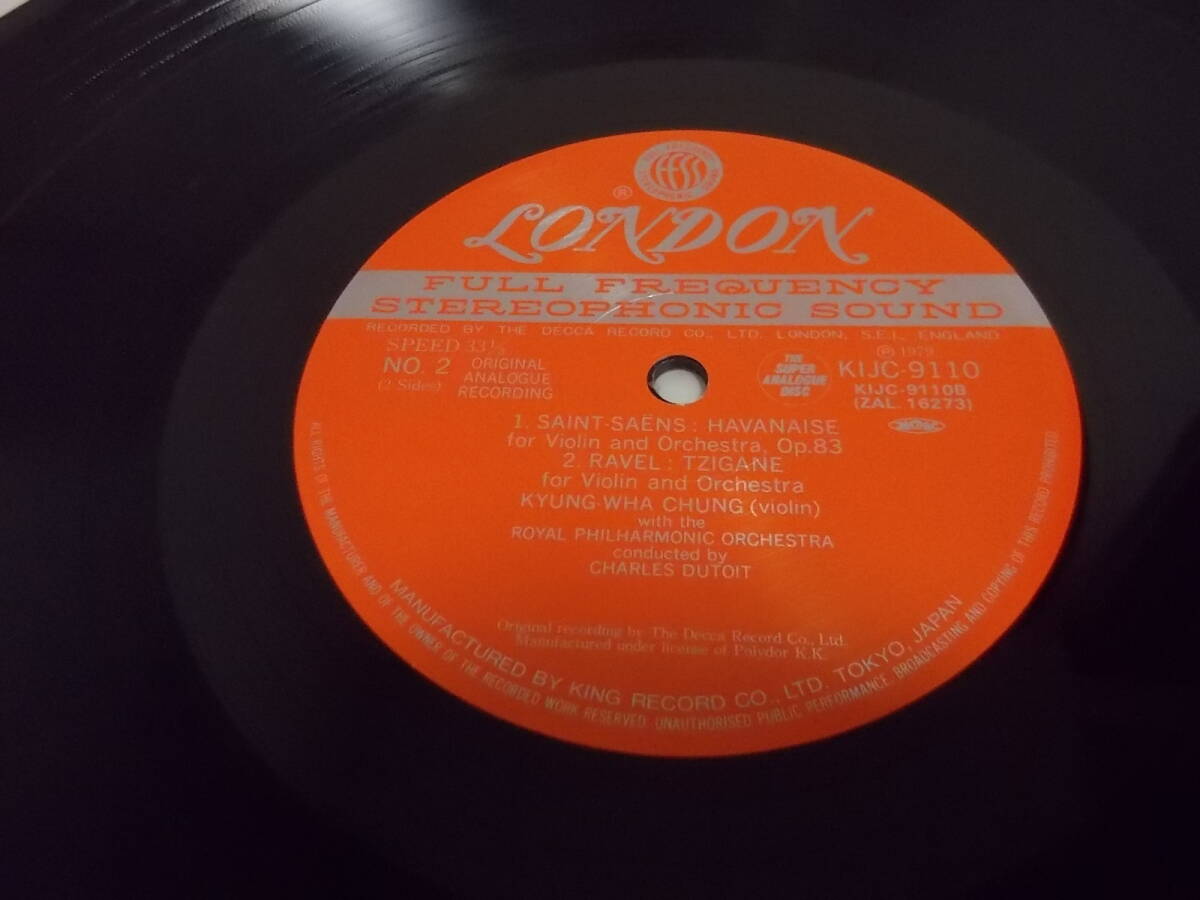 FFSS
®
LONDON
FULL FREQUENCY
STEREOPHONIC SOUND
RECORDED BY THE DECCA RECORD CO., LTD. LONDON, S.E.I., ENGLAND
SPEED 33⅓
NO. 2
(2 Sides)
ORIGINAL
ANALOGUE
RECORDING
THE
SUPER
ANALOGUE
DISC
℗ 1979
KIJC-9110
KIJC-9110B
(ZAL. 16273)
1. SAINT-SAËNS : HAVANAISE
for Violin and Orchestra, Op.83
2. RAVEL : TZIGANE
for Violin and Orchestra
KYUNG-WHA CHUNG (violin)
with the
ROYAL PHILHARMONIC ORCHESTRA
conducted by
CHARLES DUTOIT
Original recording by The Decca Record Co., Ltd.
Manufactured under license of Polydor K.K.
MANUFACTURED BY KING RECORD CO., LTD. TOKYO, JAPAN
ALL RIGHTS OF THE MANUFACTURER AND OF THE OWNER OF THE RECORDED WORK RESERVED. UNAUTHORISED PUBLIC PERFORMANCE, BROADCASTING AND COPYING OF THIS RECORD PROHIBITED